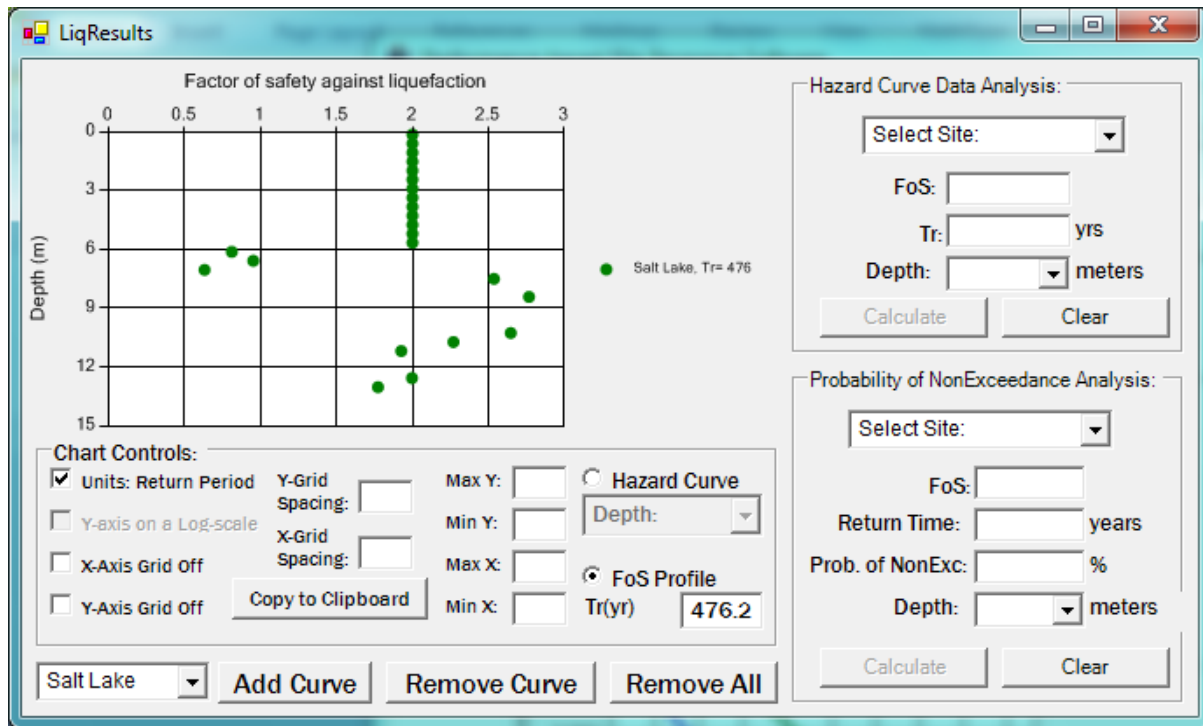 LiqResults
Factor of safety against liquefaction
0 0.5 1 1.5 2 2.5 3
0
3
6
9
12
15
Depth (m)
Salt Lake, Tr= 476
Chart Controls:
Units: Return Period
Y-axis on a Log-scale
X-Axis Grid Off
Y-Axis Grid Off
Y-Grid
Spacing:
X-Grid
Spacing:
Copy to Clipboard
Max Y:
Min Y:
Max X:
Min X:
Hazard Curve
Depth:
FoS Profile
Tr(yr) 476.2
Salt Lake
Add Curve
Remove Curve
Remove All
Hazard Curve Data Analysis:
Select Site:
FoS:
Tr: yrs
Depth: meters
Calculate Clear
Probability of NonExceedance Analysis:
Select Site:
FoS:
Return Time: years
Prob. of NonExc: %
Depth: meters
Calculate Clear